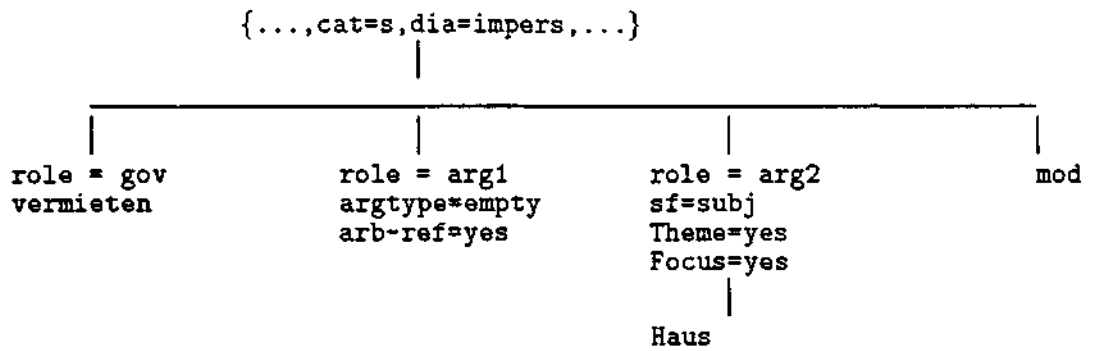 {...,cat=s,dia=impers,...}
role = gov role = arg1 role = arg2 mod
vermieten argtype=empty sf=subj
arb-ref=yes Theme=yes
Focus=yes
Haus